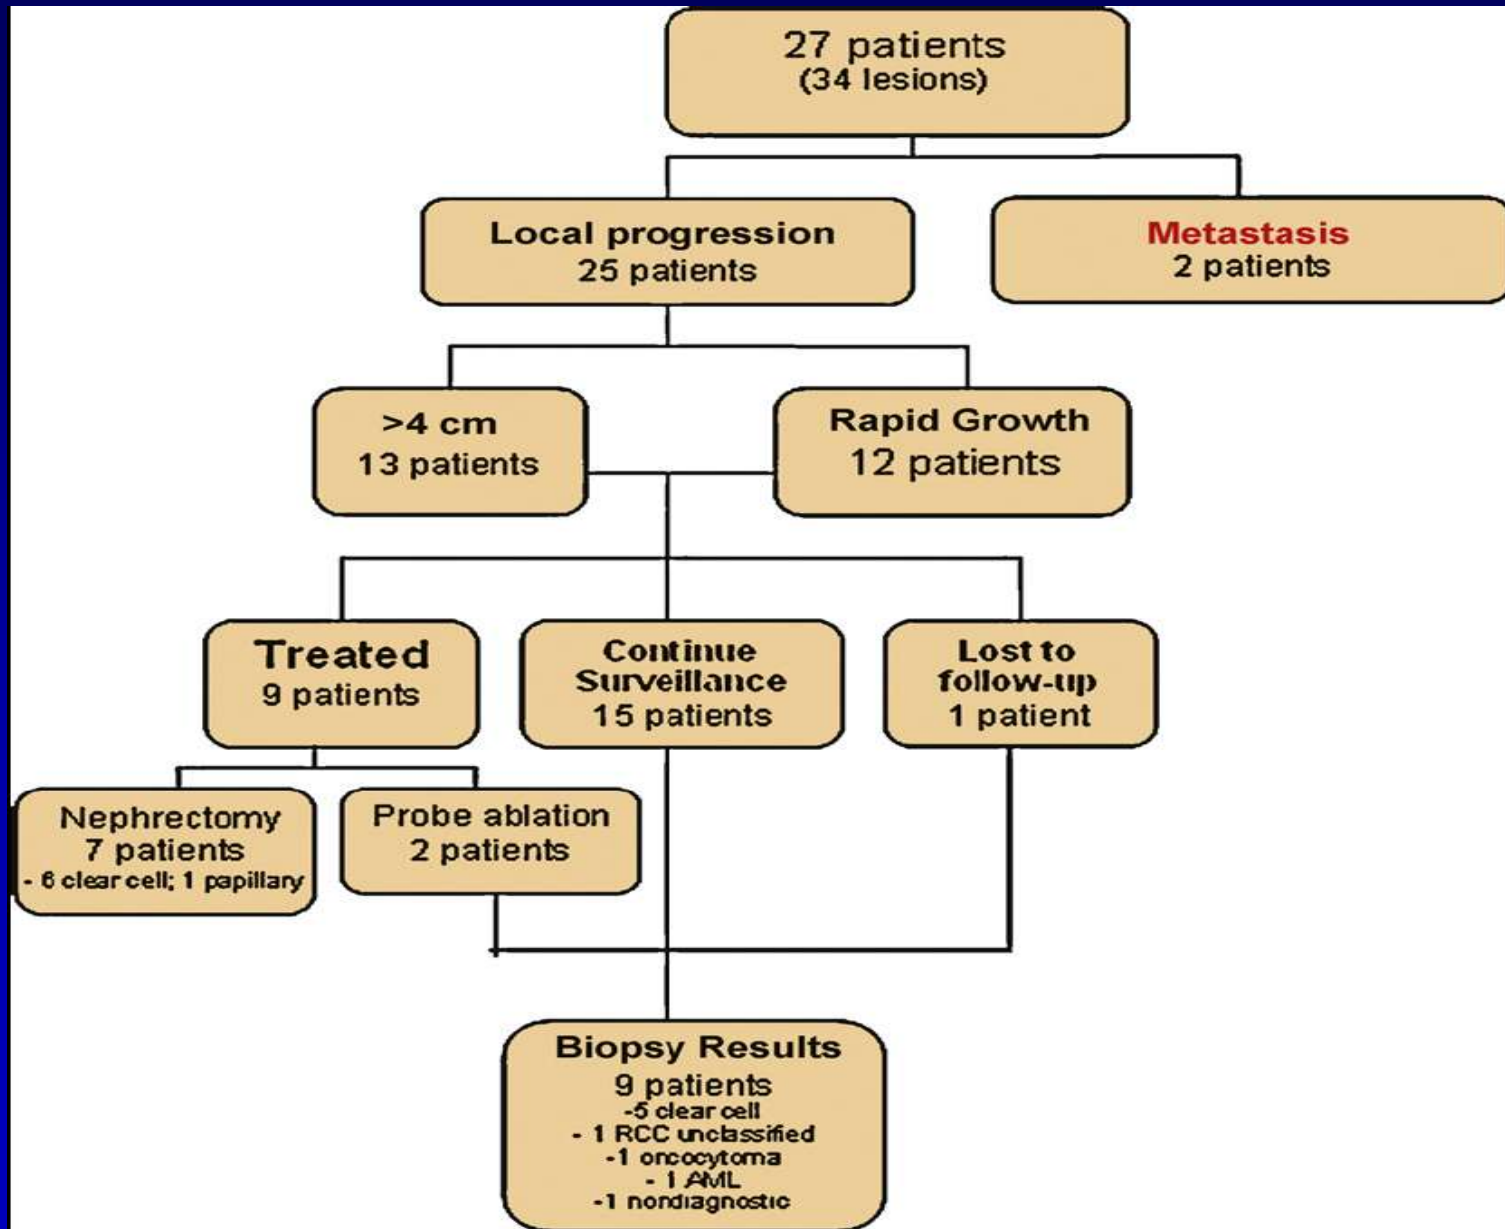 27 patients
(34 lesions)
Local progression
25 patients
Metastasis
2 patients
>4 cm
13 patients
Rapid Growth
12 patients
Treated
9 patients
Continue
Surveillance
15 patients
Lost to
follow-up
1 patient
Nephrectomy
7 patients
- 6 clear cell; 1 papillary
Probe ablation
2 patients
Biopsy Results
9 patients
-5 clear cell
- 1 RCC unclassified
-1 oncocytoma
- 1 AML
-1 nondiagnostic